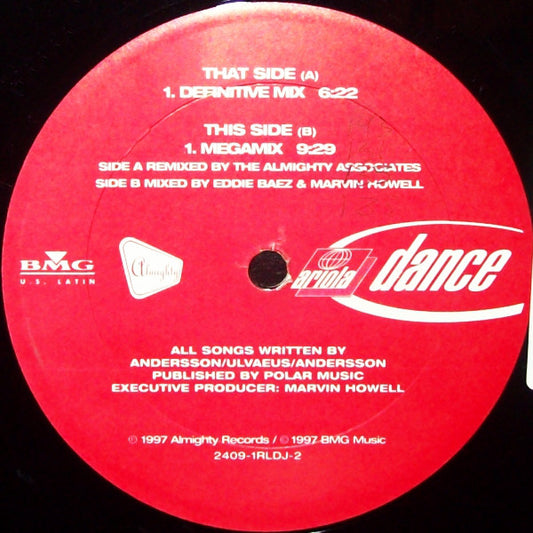 THAT SIDE (A)
1. DEFINITIVE MIX 6:22
THIS SIDE (B)
1. MEGAMIX 9:29
SIDE A REMIXED BY THE ALMIGHTY ASSOCIATES
SIDE B MIXED BY EDDIE BAEZ & MARVIN HOWELL
BMG
U.S. LATIN
Almighty
ariola
dance
ALL SONGS WRITTEN BY
ANDERSSON/ULVAEUS/ANDERSSON
PUBLISHED BY POLAR MUSIC
EXECUTIVE PRODUCER: MARVIN HOWELL
℗ 1997 Almighty Records / © 1997 BMG Music
2409-1RLDJ-2